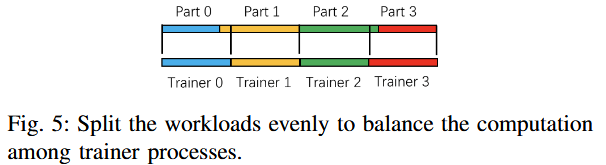 Part 0 Part 1 Part 2 Part 3
Trainer 0 Trainer 1 Trainer 2 Trainer 3
Fig. 5: Split the workloads evenly to balance the computation
among trainer processes.